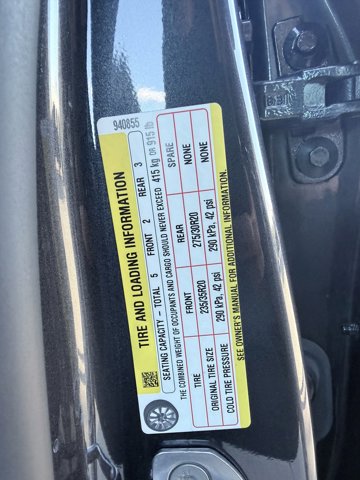 940855
TIRE AND LOADING INFORMATION
SEATING CAPACITY - TOTAL 5 FRONT 2 REAR 3
THE COMBINED WEIGHT OF OCCUPANTS AND CARGO SHOULD NEVER EXCEED 415 kg OR 915 lb
TIRE FRONT REAR SPARE
ORIGINAL TIRE SIZE 235/35R20 275/30R20 NONE
COLD TIRE PRESSURE 290 kPa, 42 psi 290 kPa, 42 psi NONE
SEE OWNER'S MANUAL FOR ADDITIONAL INFORMATION